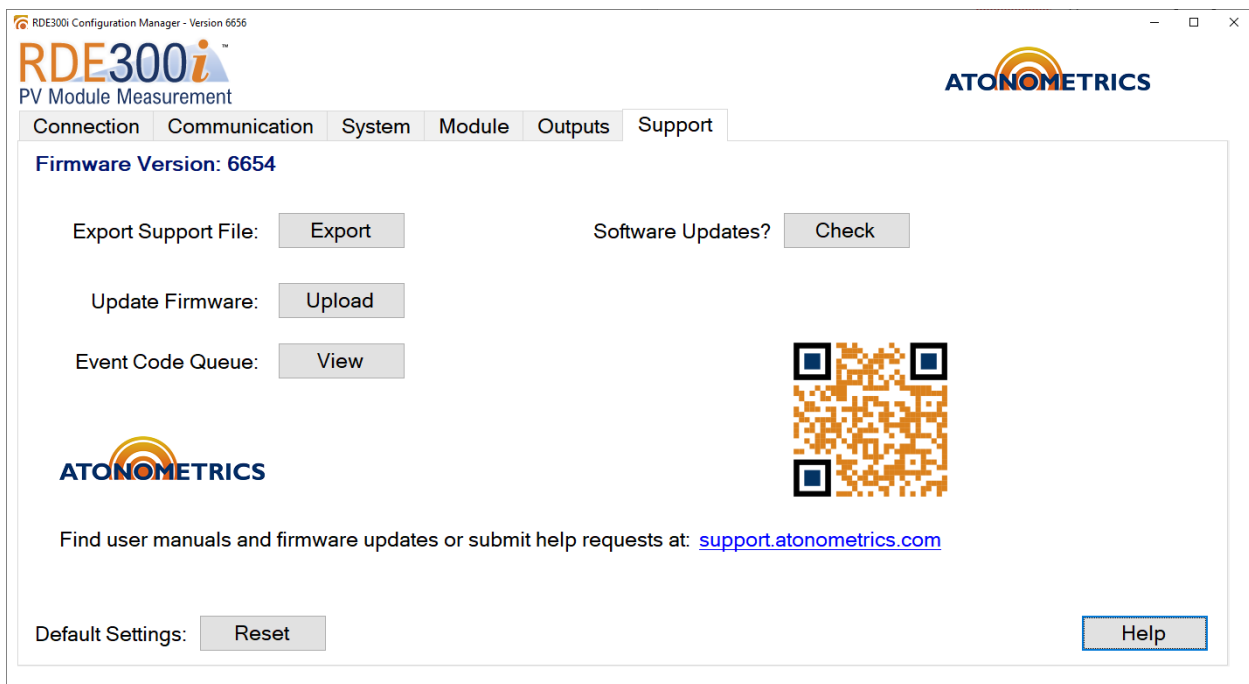 RDE300i Configuration Manager - Version 6656
RDE300i™
PV Module Measurement
ATONOMETRICS
Connection Communication System Module Outputs Support
Firmware Version: 6654
Export Support File: Export Software Updates? Check
Update Firmware: Upload
Event Code Queue: View
ATONOMETRICS
Find user manuals and firmware updates or submit help requests at: support.atonometrics.com
Default Settings: Reset Help